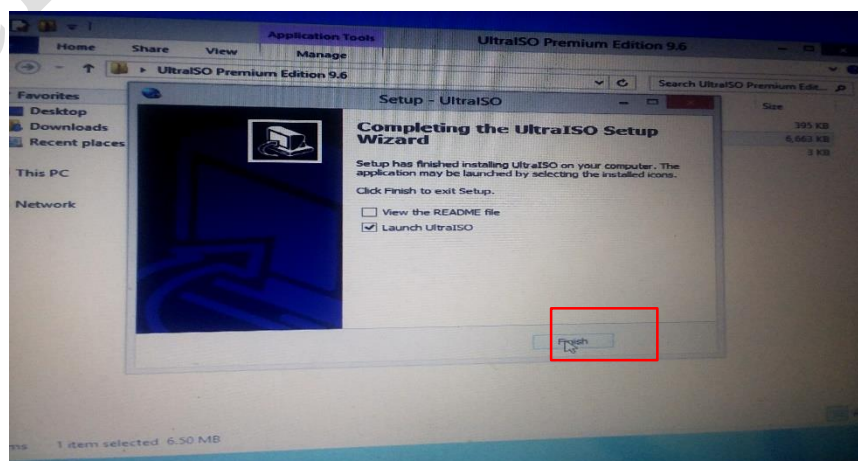 Application Tools
UltraISO Premium Edition 9.6
Home Share View Manage
UltraISO Premium Edition 9.6
Search UltraISO Premium Edit...
Favorites
Desktop
Downloads
Recent places
This PC
Network
Size
395 KB
6,663 KB
3 KB
Setup - UltraISO
Completing the UltraISO Setup
Wizard
Setup has finished installing UltraISO on your computer. The
application may be launched by selecting the installed icons.
Click Finish to exit Setup.
View the README file
Launch UltraISO
Finish
1 item selected 6.50 MB